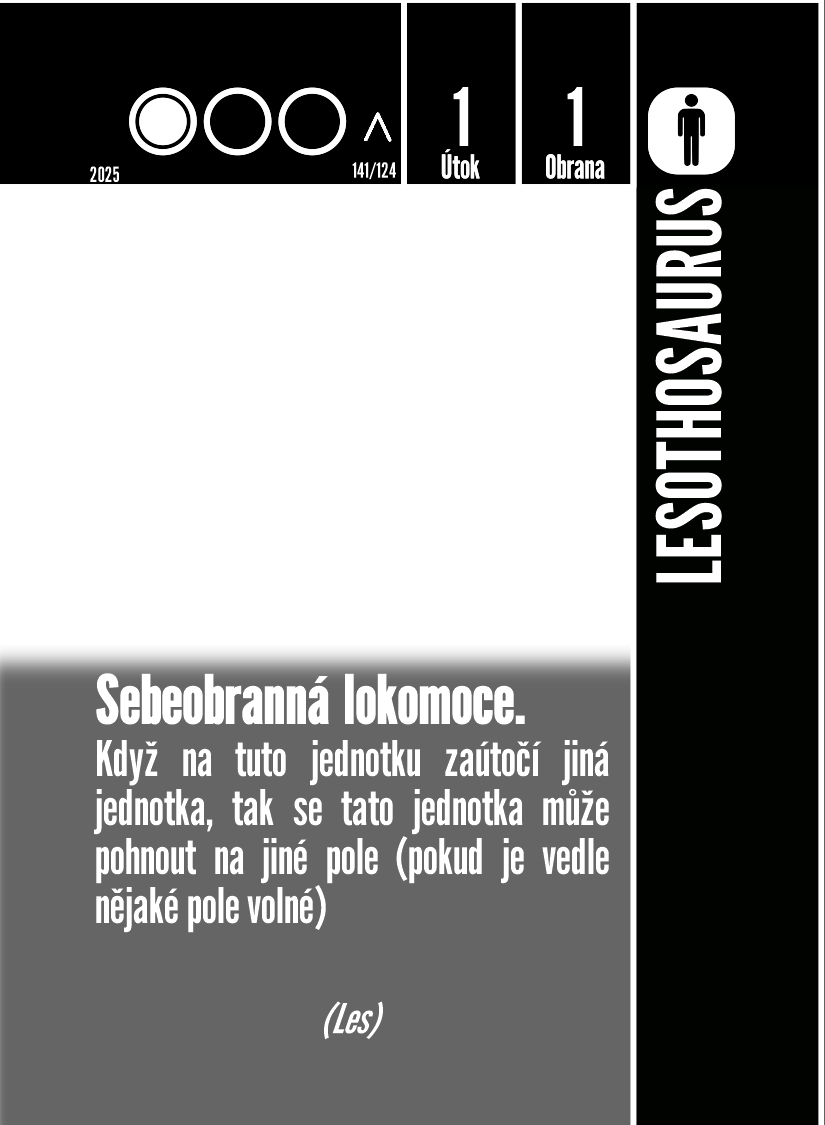 2025
141/124
1
Útok
1
Obrana
LESOTHOSAURUS
Sebeobranná lokomoce.
Když na tuto jednotku zaútočí jiná
jednotka, tak se tato jednotka může
pohnout na jiné pole (pokud je vedle
nějaké pole volné)
(Les)